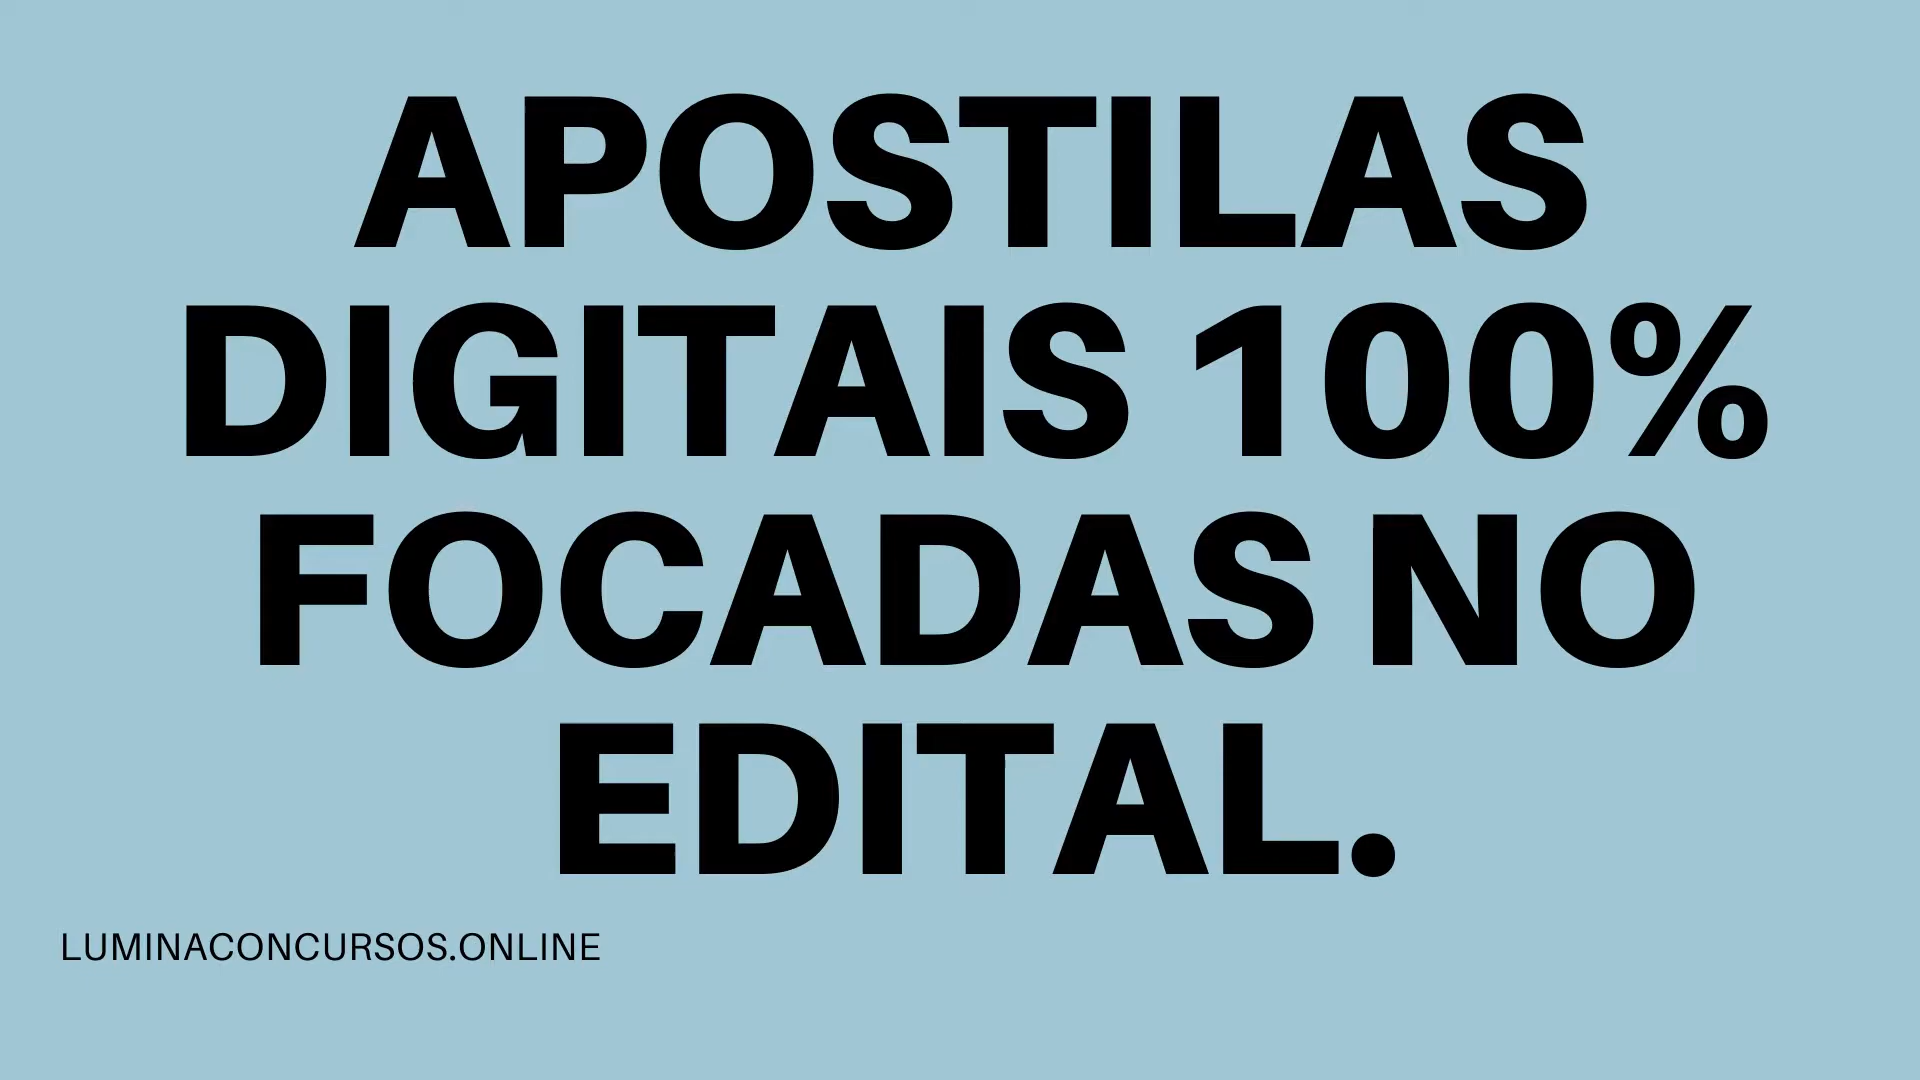 APOSTILAS
DIGITAIS 100%
FOCADAS NO
EDITAL.
LUMINACONCURSOS.ONLINE